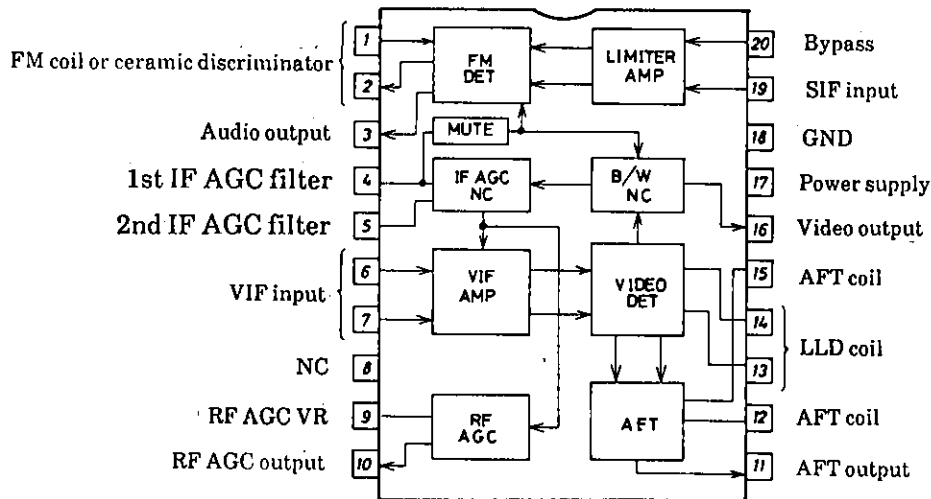 FM coil or ceramic discriminator
Audio output
1st IF AGC filter
2nd IF AGC filter
VIF input
NC
RF AGC VR
RF AGC output
1
2
3
4
5
6
7
8
9
10
FM
DET
LIMITER
AMP
MUTE
IF AGC
NC
B/W
NC
VIF
AMP
VIDEO
DET
RF
AGC
AFT
20
19
18
17
16
15
14
13
12
11
Bypass
SIF input
GND
Power supply
Video output
AFT coil
LLD coil
AFT coil
AFT output